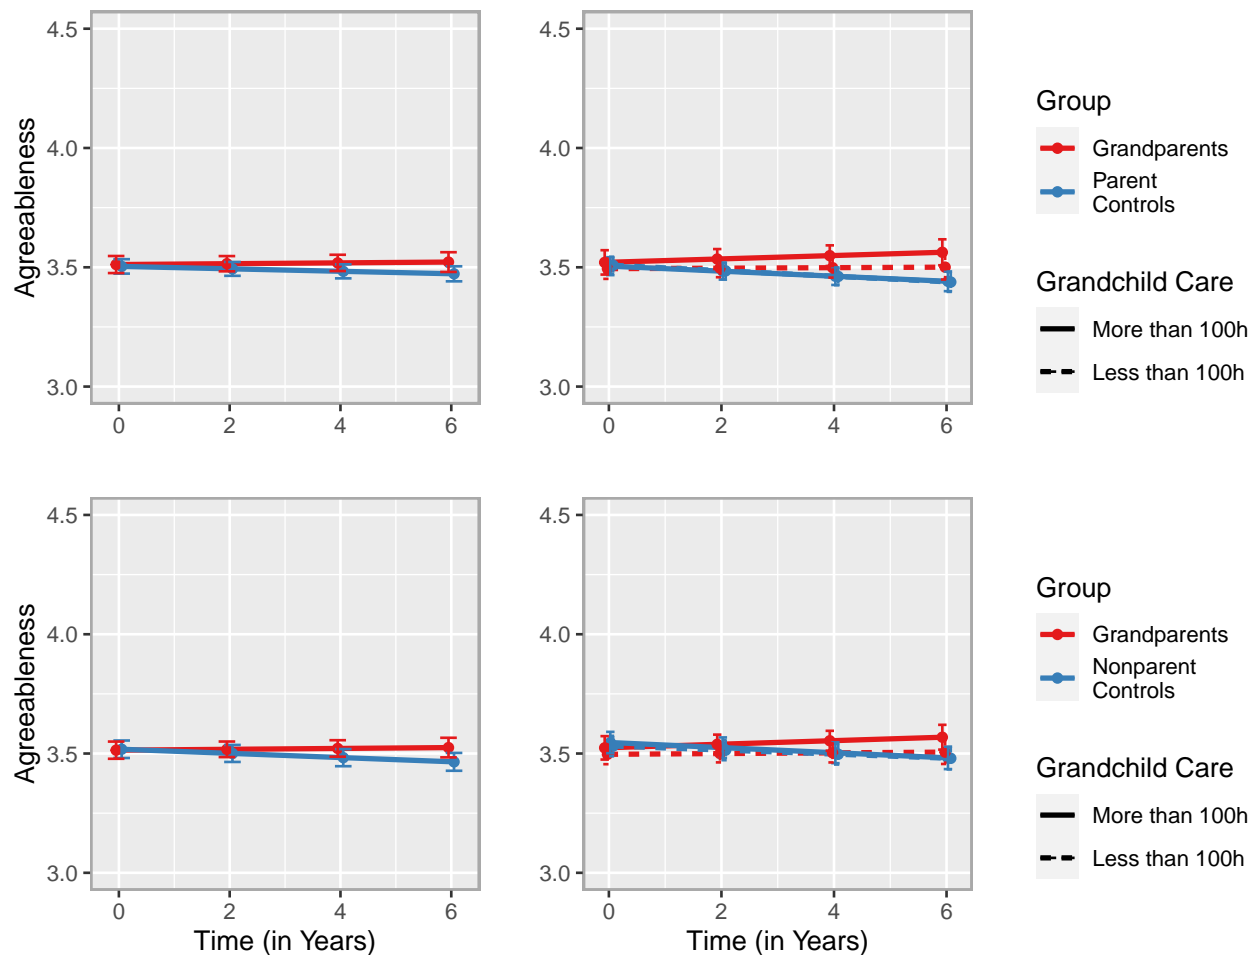 4.5
4.0
3.5
3.0
Agreeableness
0 2 4 6
4.5
4.0
3.5
3.0
0 2 4 6
Group
Grandparents
Parent
Controls
Grandchild Care
More than 100h
Less than 100h
4.5
4.0
3.5
3.0
Agreeableness
0 2 4 6
Time (in Years)
4.5
4.0
3.5
3.0
0 2 4 6
Time (in Years)
Group
Grandparents
Nonparent
Controls
Grandchild Care
More than 100h
Less than 100h